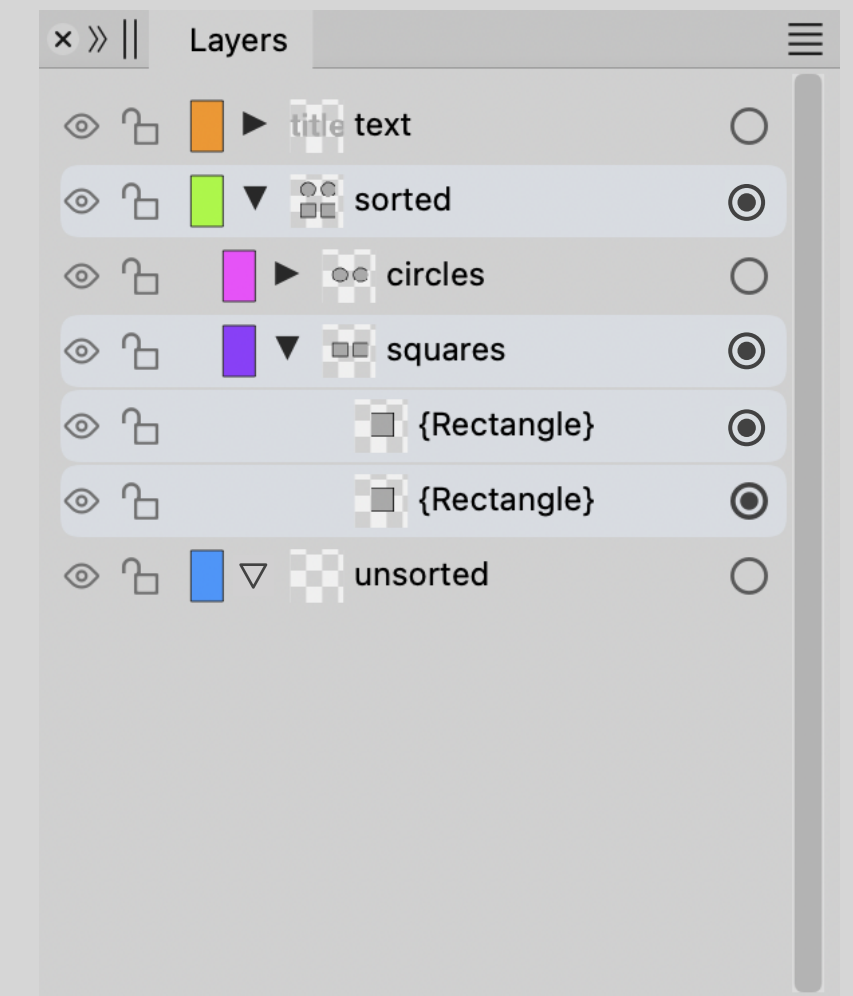 Layers
title text
sorted
circles
squares
{Rectangle}
{Rectangle}
unsorted